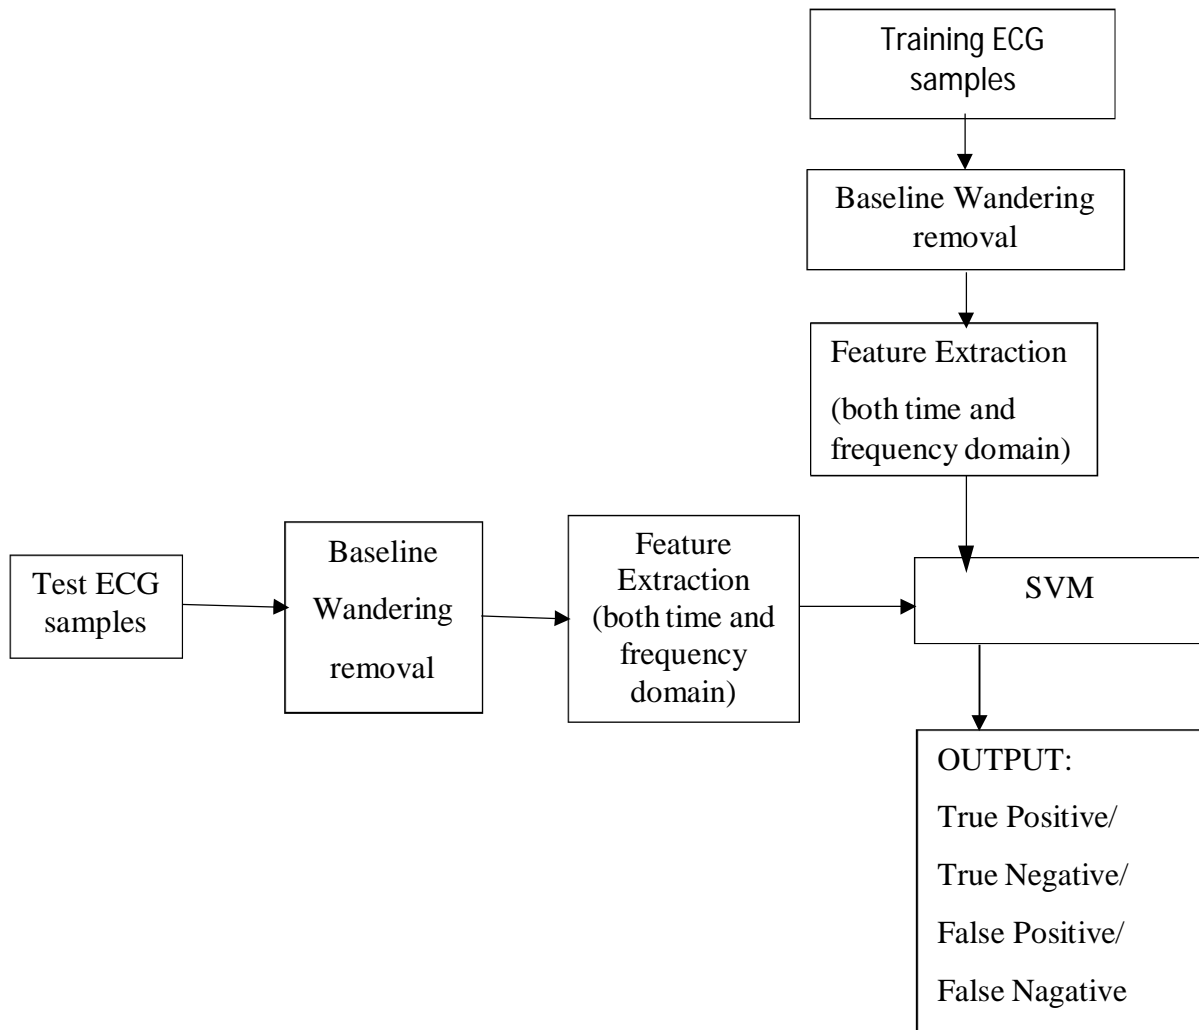 Training ECG
samples
Baseline Wandering
removal
Feature Extraction
(both time and
frequency domain)
Test ECG
samples
Baseline
Wandering
removal
Feature
Extraction
(both time and
frequency
domain)
SVM
OUTPUT:
True Positive/
True Negative/
False Positive/
False Nagative